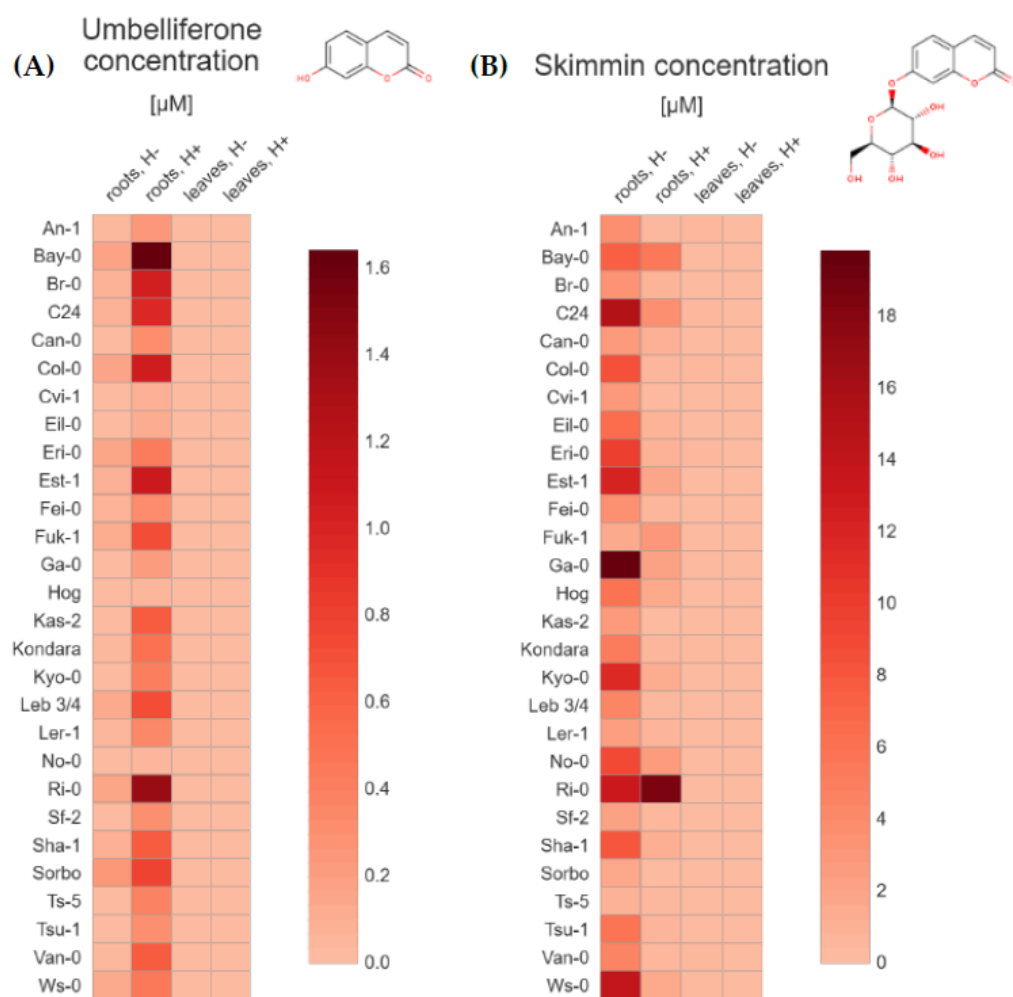 (A)
Umbelliferone
concentration
[µM]
HO
O
O
roots, H-
roots, H+
leaves, H-
leaves, H+
An-1
Bay-0
Br-0
C24
Can-0
Col-0
Cvi-1
Eil-0
Eri-0
Est-1
Fei-0
Fuk-1
Ga-0
Hog
Kas-2
Kondara
Kyo-0
Leb 3/4
Ler-1
No-0
Ri-0
Sf-2
Sha-1
Sorbo
Ts-5
Tsu-1
Van-0
Ws-0
1.6
1.4
1.2
1.0
0.8
0.6
0.4
0.2
0.0
(B)
Skimmin concentration
[µM]
O
O
O
OH
OH
OH
OH
roots, H-
roots, H+
leaves, H-
leaves, H+
An-1
Bay-0
Br-0
C24
Can-0
Col-0
Cvi-1
Eil-0
Eri-0
Est-1
Fei-0
Fuk-1
Ga-0
Hog
Kas-2
Kondara
Kyo-0
Leb 3/4
Ler-1
No-0
Ri-0
Sf-2
Sha-1
Sorbo
Ts-5
Tsu-1
Van-0
Ws-0
18
16
14
12
10
8
6
4
2
0